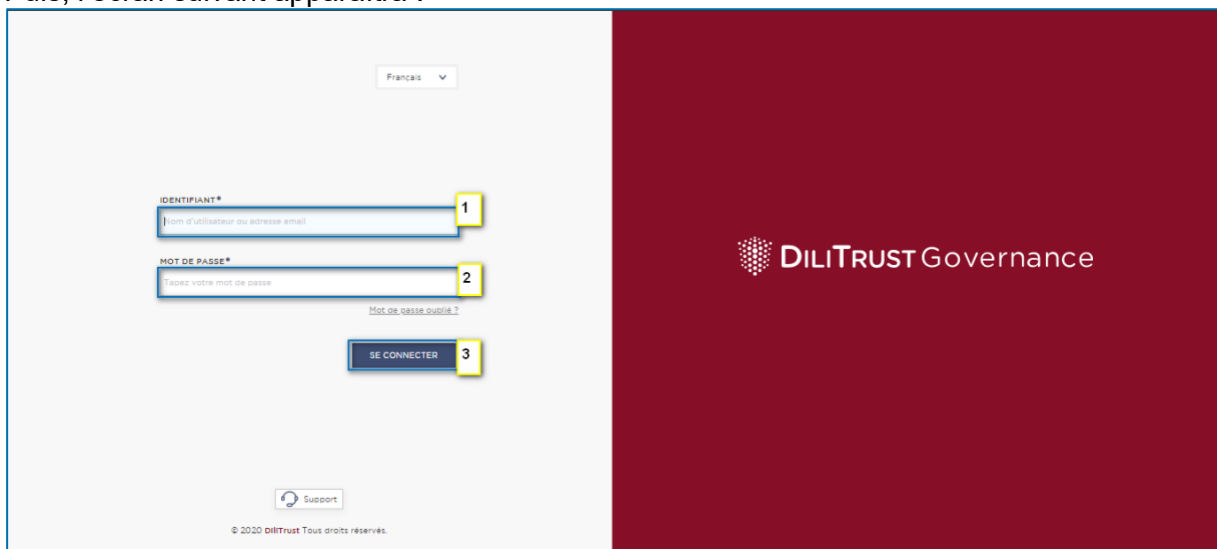 Puis, l'écran suivant apparaîtra :
Français
IDENTIFIANT*
Nom d'utilisateur ou adresse email
1
MOT DE PASSE*
Tapez votre mot de passe
2
Mot de passe oublié ?
SE CONNECTER
3
DILITRUST Governance
Support
© 2020 DiliTrust Tous droits réservés.